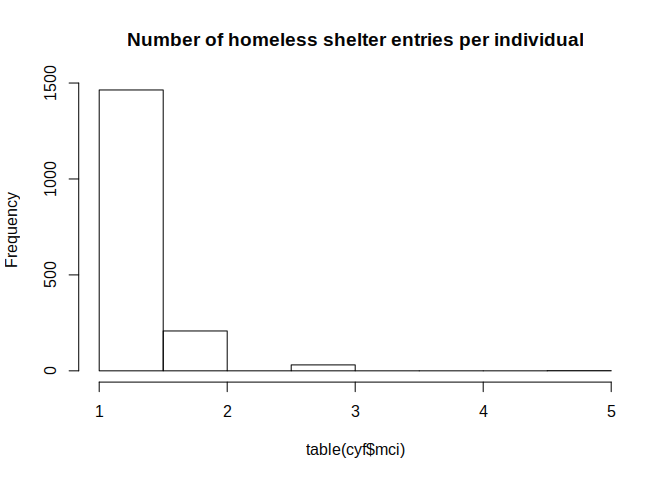 Number of homeless shelter entries per individual
Frequency
1500
1000
500
0
1 2 3 4 5
table(cyf$mci)